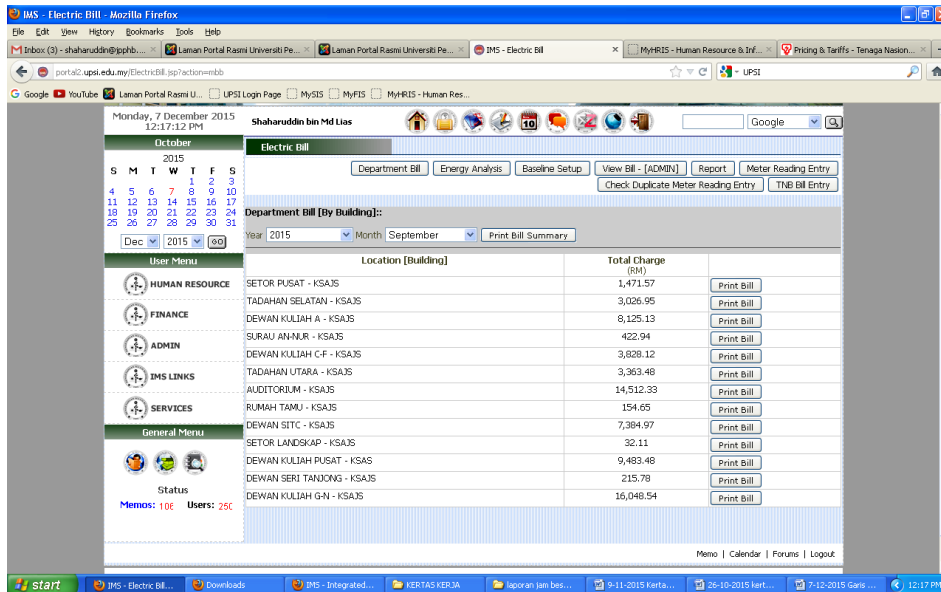 IMS - Electric Bill - Mozilla Firefox
File Edit View History Bookmarks Tools Help
Inbox (3) - shaharuddin@jpphb.... × Laman Portal Rasmi Universiti Pe... × Laman Portal Rasmi Universiti Pe... × IMS - Electric Bill × MyHRIS - Human Resource & Inf... × Pricing & Tariffs - Tenaga Nasion... ×
portal2.upsi.edu.my/ElectricBill.jsp?action=mbb UPSI
Google YouTube Laman Portal Rasmi U... UPSI Login Page MySIS MyFIS MyHRIS - Human Res...
Monday, 7 December 2015
12:17:12 PM
Shaharuddin bin Md Lias
10
Google
October
2015
S M T W T F S
1 2 3
4 5 6 7 8 9 10
11 12 13 14 15 16 17
18 19 20 21 22 23 24
25 26 27 28 29 30 31
Dec 2015 GO
User Menu
HUMAN RESOURCE
FINANCE
ADMIN
IMS LINKS
SERVICES
General Menu
Status
Memos: 106 Users: 250
Electric Bill
Department Bill Energy Analysis Baseline Setup View Bill - [ADMIN] Report Meter Reading Entry
Check Duplicate Meter Reading Entry TNB Bill Entry
Department Bill [By Building]::
Year 2015 Month September Print Bill Summary
Location [Building] Total Charge
(RM)
SETOR PUSAT - KSAJS 1,471.57 Print Bill
TADAHAN SELATAN - KSAJS 3,026.95 Print Bill
DEWAN KULIAH A - KSAJS 8,125.13 Print Bill
SURAU AN-NUR - KSAJS 422.94 Print Bill
DEWAN KULIAH C-F - KSAJS 3,828.12 Print Bill
TADAHAN UTARA - KSAJS 3,363.48 Print Bill
AUDITORIUM - KSAJS 14,512.33 Print Bill
RUMAH TAMU - KSAJS 154.65 Print Bill
DEWAN SITC - KSAJS 7,384.97 Print Bill
SETOR LANDSKAP - KSAJS 32.11 Print Bill
DEWAN KULIAH PUSAT - KSAS 9,483.48 Print Bill
DEWAN SERI TANJONG - KSAJS 215.78 Print Bill
DEWAN KULIAH G-N - KSAJS 16,048.54 Print Bill
Memo | Calendar | Forums | Logout
start IMS - Electric Bill... Downloads IMS - Integrated... KERTAS KERJA laporan jam bes... 9-11-2015 Kerta... 26-10-2015 kert... 7-12-2015 Garis ... 12:17 PM